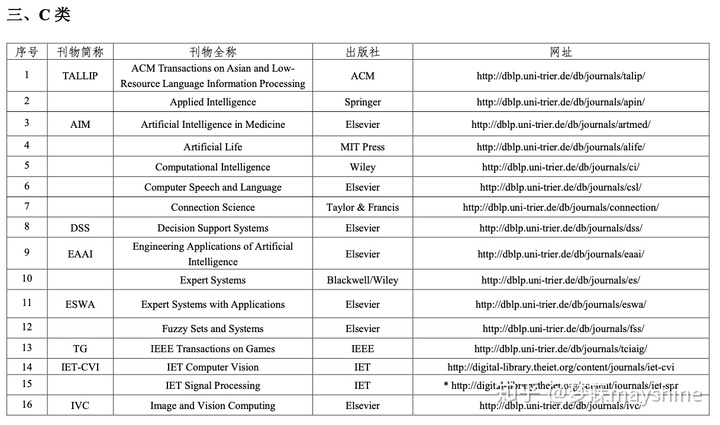 三、C 类
序号 刊物简称 刊物全称 出版社 网址
1 TALLIP ACM Transactions on Asian and Low-Resource Language Information Processing ACM http://dblp.uni-trier.de/db/journals/talip/
2 Applied Intelligence Springer http://dblp.uni-trier.de/db/journals/apin/
3 AIM Artificial Intelligence in Medicine Elsevier http://dblp.uni-trier.de/db/journals/artmed/
4 Artificial Life MIT Press http://dblp.uni-trier.de/db/journals/alife/
5 Computational Intelligence Wiley http://dblp.uni-trier.de/db/journals/ci/
6 Computer Speech and Language Elsevier http://dblp.uni-trier.de/db/journals/csl/
7 Connection Science Taylor & Francis http://dblp.uni-trier.de/db/journals/connection/
8 DSS Decision Support Systems Elsevier http://dblp.uni-trier.de/db/journals/dss/
9 EAAI Engineering Applications of Artificial Intelligence Elsevier http://dblp.uni-trier.de/db/journals/eaai/
10 Expert Systems Blackwell/Wiley http://dblp.uni-trier.de/db/journals/es/
11 ESWA Expert Systems with Applications Elsevier http://dblp.uni-trier.de/db/journals/eswa/
12 Fuzzy Sets and Systems Elsevier http://dblp.uni-trier.de/db/journals/fss/
13 TG IEEE Transactions on Games IEEE http://dblp.uni-trier.de/db/journals/tciaig/
14 IET-CVI IET Computer Vision IET http://digital-library.theiet.org/content/journals/iet-cvi
15 IET Signal Processing IET * http://digital-library.theiet.org/content/journals/iet-spr
16 IVC Image and Vision Computing Elsevier http://dblp.uni-trier.de/db/journals/ivc/
知乎